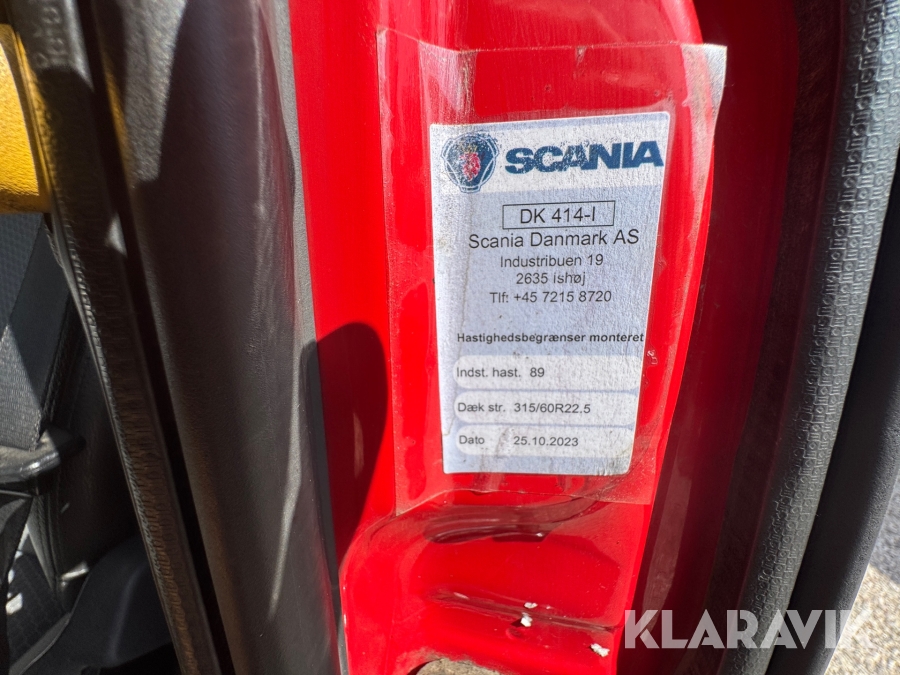 SCANIA
DK 414-I
Scania Danmark AS
Industribuen 19
2635 ishøj
Tlf: +45 7215 8720
Hastighedsbegrænser monteret
Indst. hast. 89
Dæk str. 315/60R22.5
Dato 25.10.2023
KLARAVIK